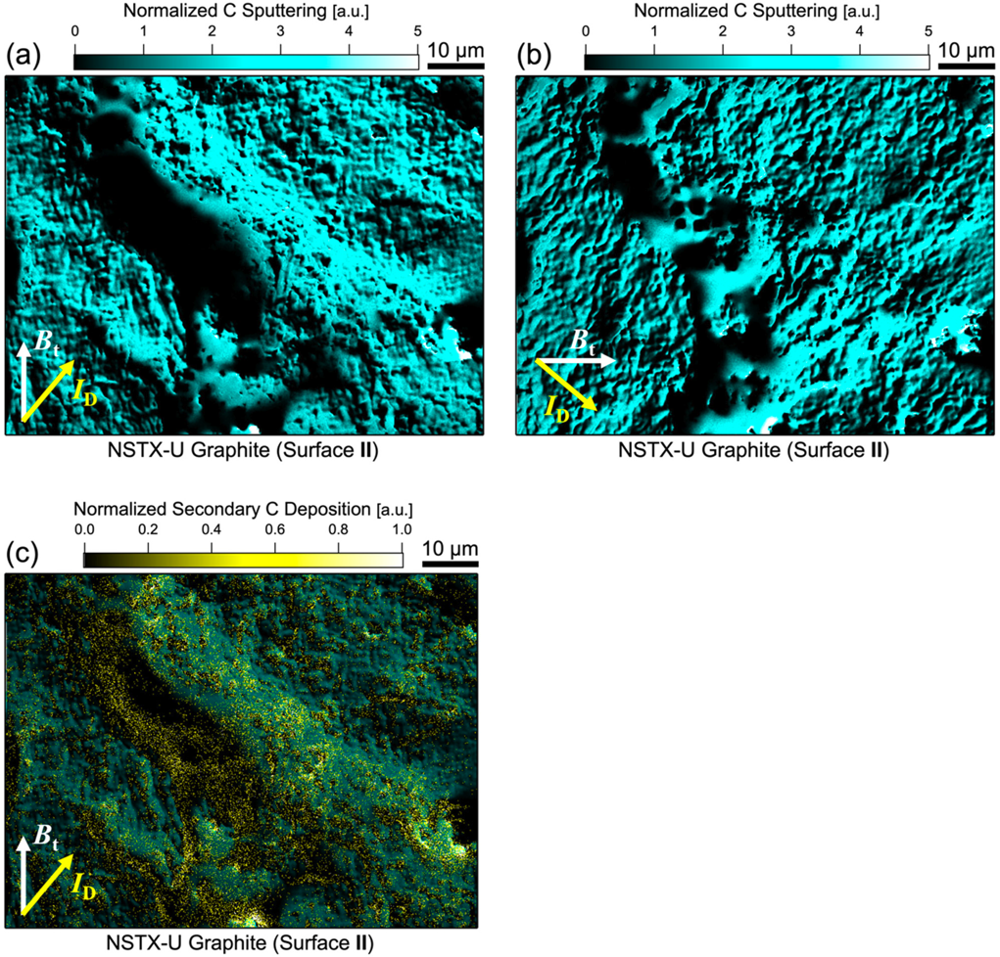 Normalized C Sputtering [a.u.]
0 1 2 3 4 5
(a)
10 μm
Bt
ID
NSTX-U Graphite (Surface II)
Normalized C Sputtering [a.u.]
0 1 2 3 4 5
(b)
10 μm
Bt
ID
NSTX-U Graphite (Surface II)
Normalized Secondary C Deposition [a.u.]
0.0 0.2 0.4 0.6 0.8 1.0
(c)
10 μm
Bt
ID
NSTX-U Graphite (Surface II)